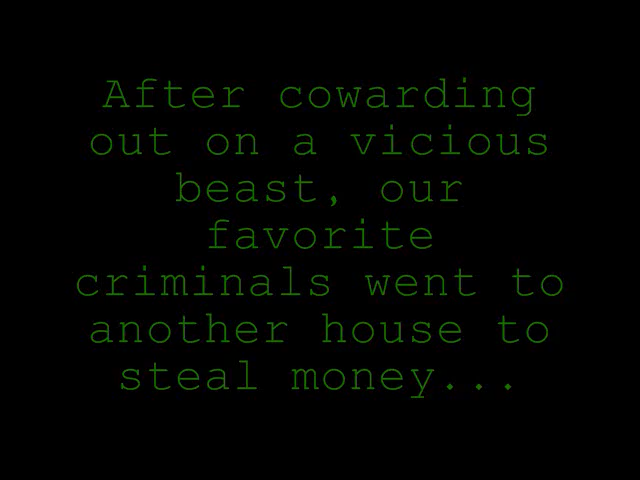 After cowarding
out on a vicious
beast, our
favorite
criminals went to
another house to
steal money...